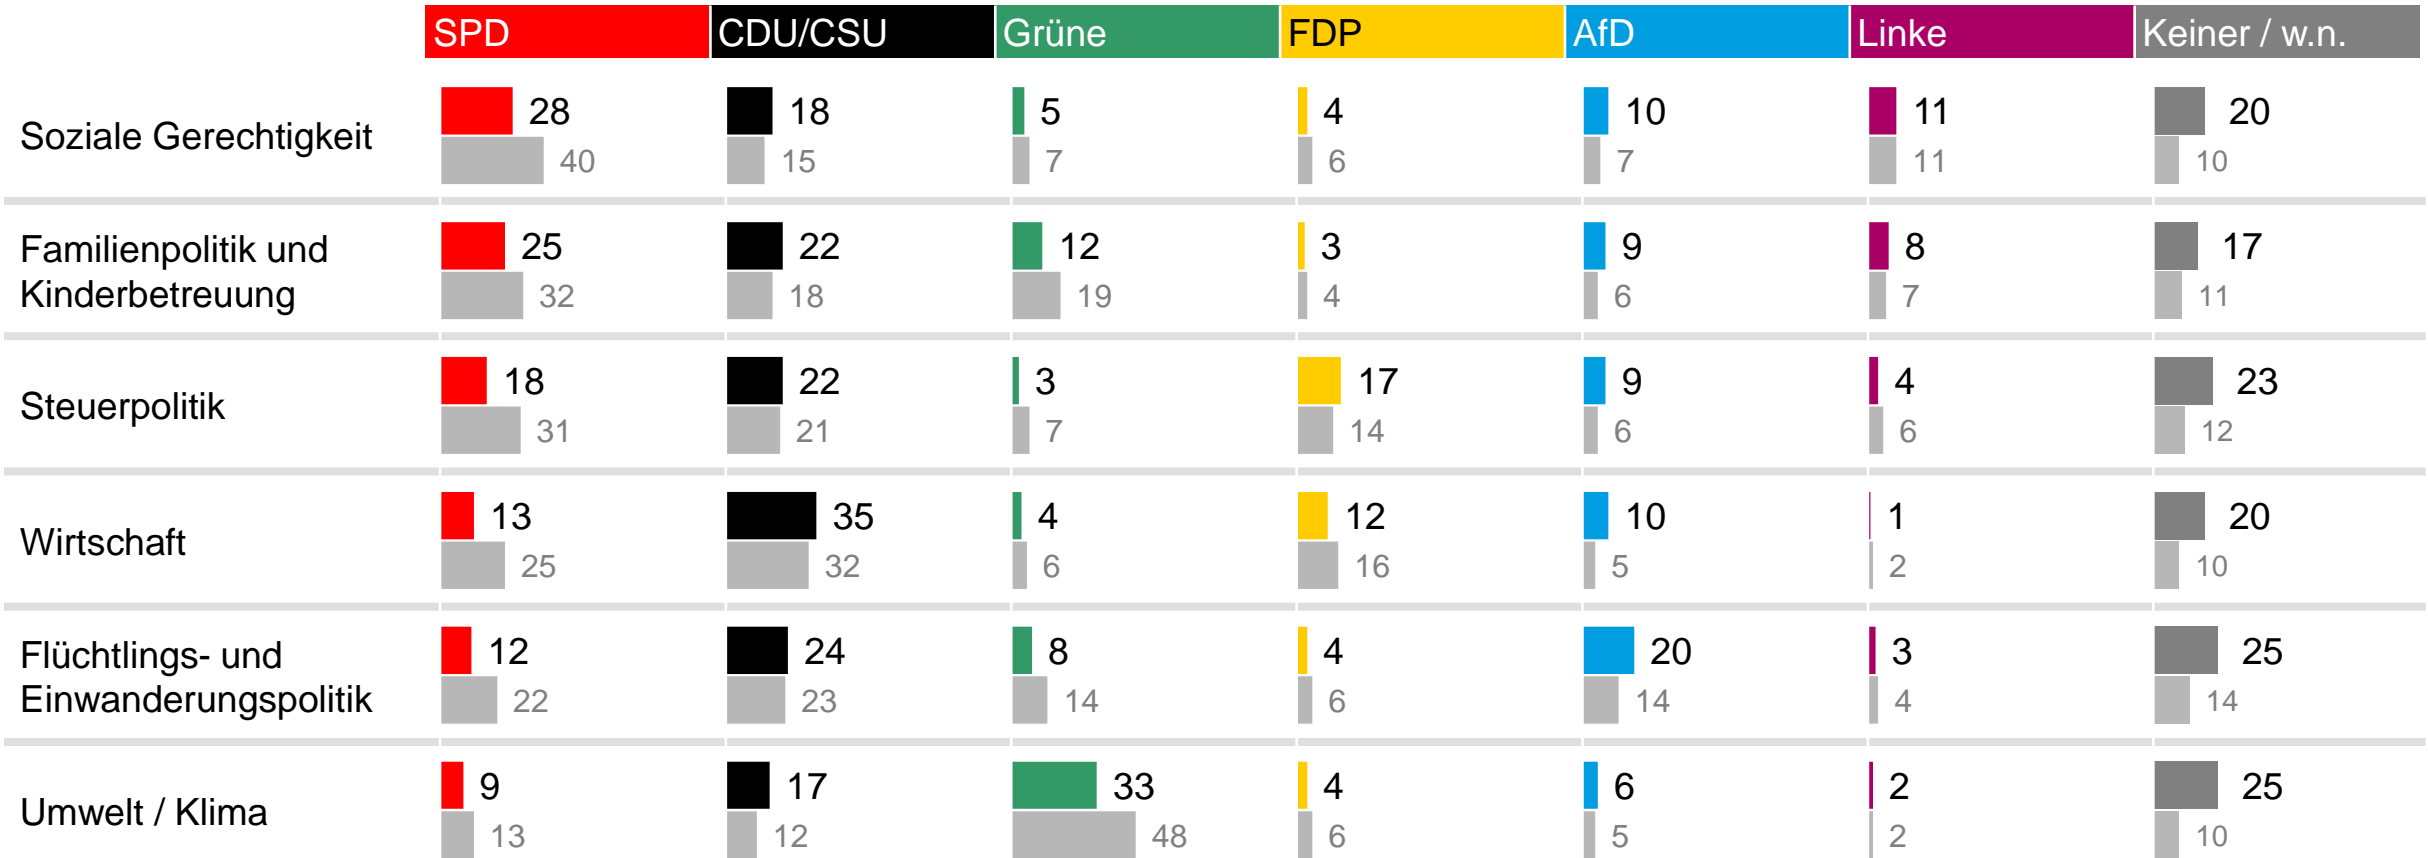 SPD CDU/CSU Grüne FDP AfD Linke Keiner / w.n.
Soziale Gerechtigkeit
28 18 5 4 10 11 20
40 15 7 6 7 11 10
Familienpolitik und
Kinderbetreuung
25 22 12 3 9 8 17
32 18 19 4 6 7 11
Steuerpolitik
18 22 3 17 9 4 23
31 21 7 14 6 6 12
Wirtschaft
13 35 4 12 10 1 20
25 32 6 16 5 2 10
Flüchtlings- und
Einwanderungspolitik
12 24 8 4 20 3 25
22 23 14 6 14 4 14
Umwelt / Klima
9 17 33 4 6 2 25
13 12 48 6 5 2 10